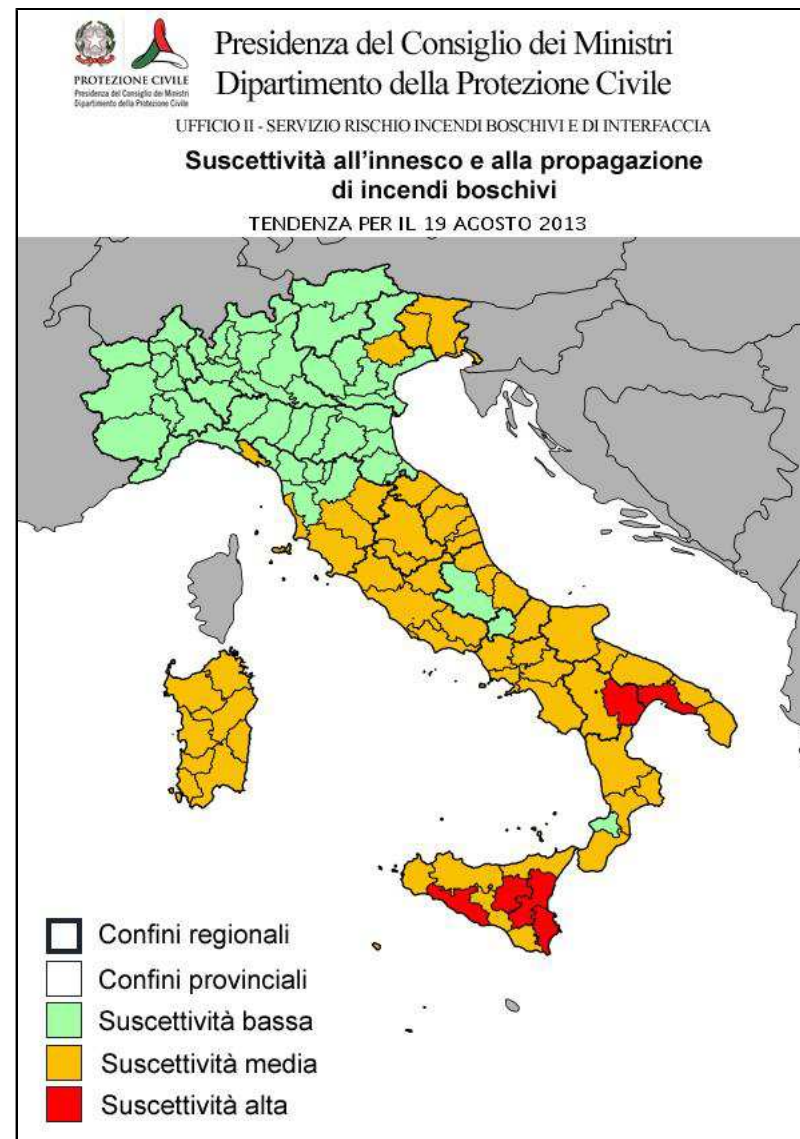 Presidenza del Consiglio dei Ministri
Dipartimento della Protezione Civile
PROTEZIONE CIVILE
Presidenza del Consiglio dei Ministri
Dipartimento della Protezione Civile
UFFICIO II - SERVIZIO RISCHIO INCENDI BOSCHIVI E DI INTERFACCIA
Suscettività all'innesco e alla propagazione
di incendi boschivi
TENDENZA PER IL 19 AGOSTO 2013
Confini regionali
Confini provinciali
Suscettività bassa
Suscettività media
Suscettività alta